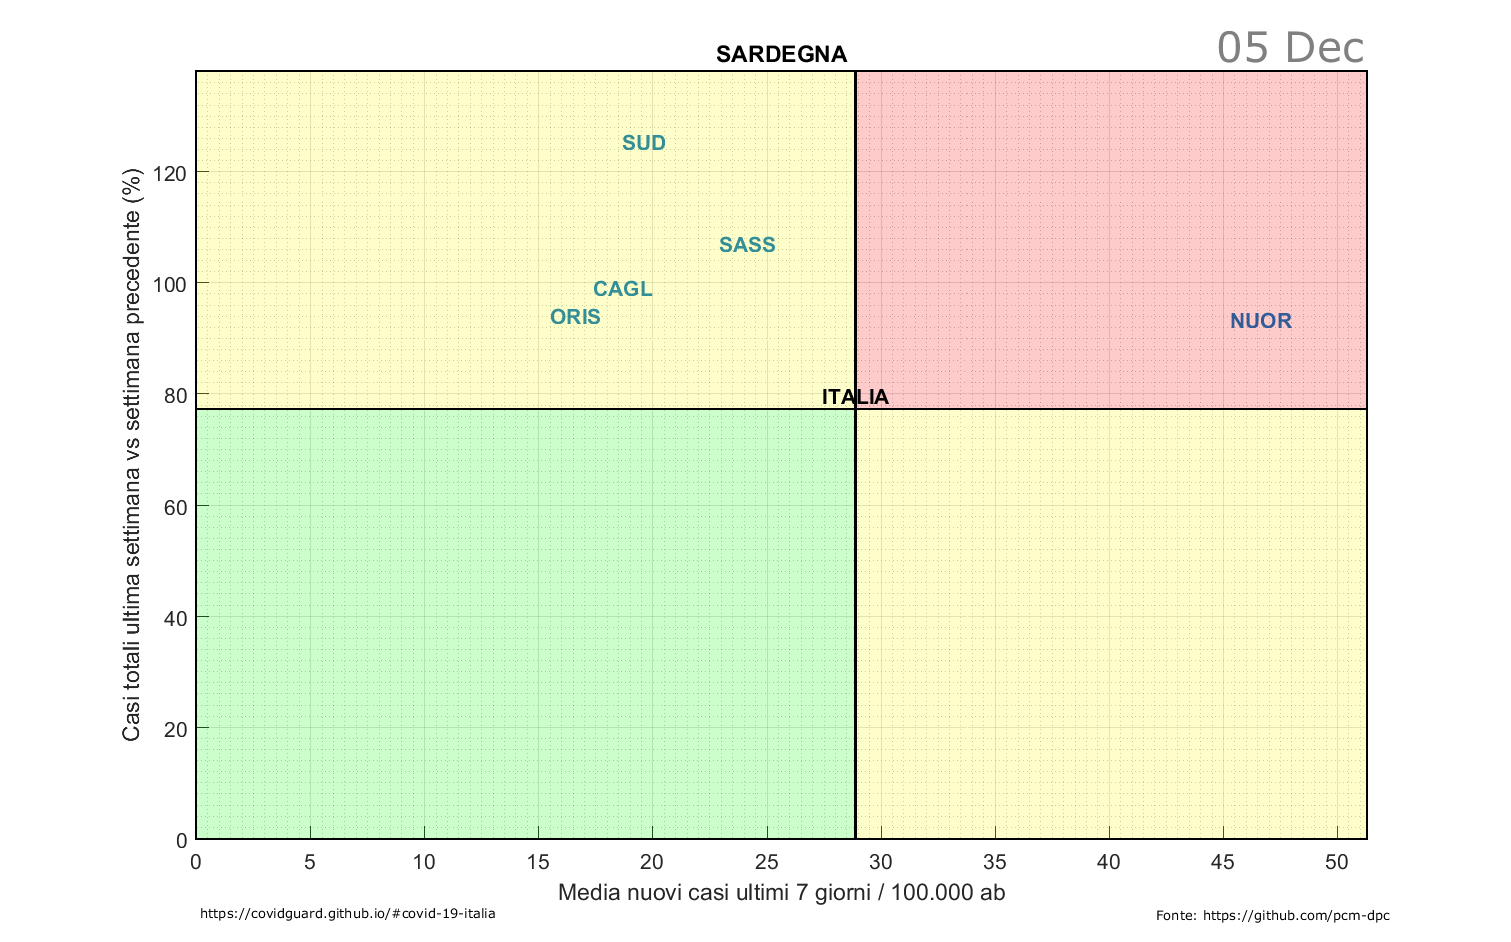 05 Dec
SARDEGNA
SUD
SASS
CAGL
ORIS
NUOR
ITALIA
Casi totali ultima settimana vs settimana precedente (%)
120
100
80
60
40
20
0
0 5 10 15 20 25 30 35 40 45 50
Media nuovi casi ultimi 7 giorni / 100.000 ab
https://covidguard.github.io/#covid-19-italia
Fonte: https://github.com/pcm-dpc